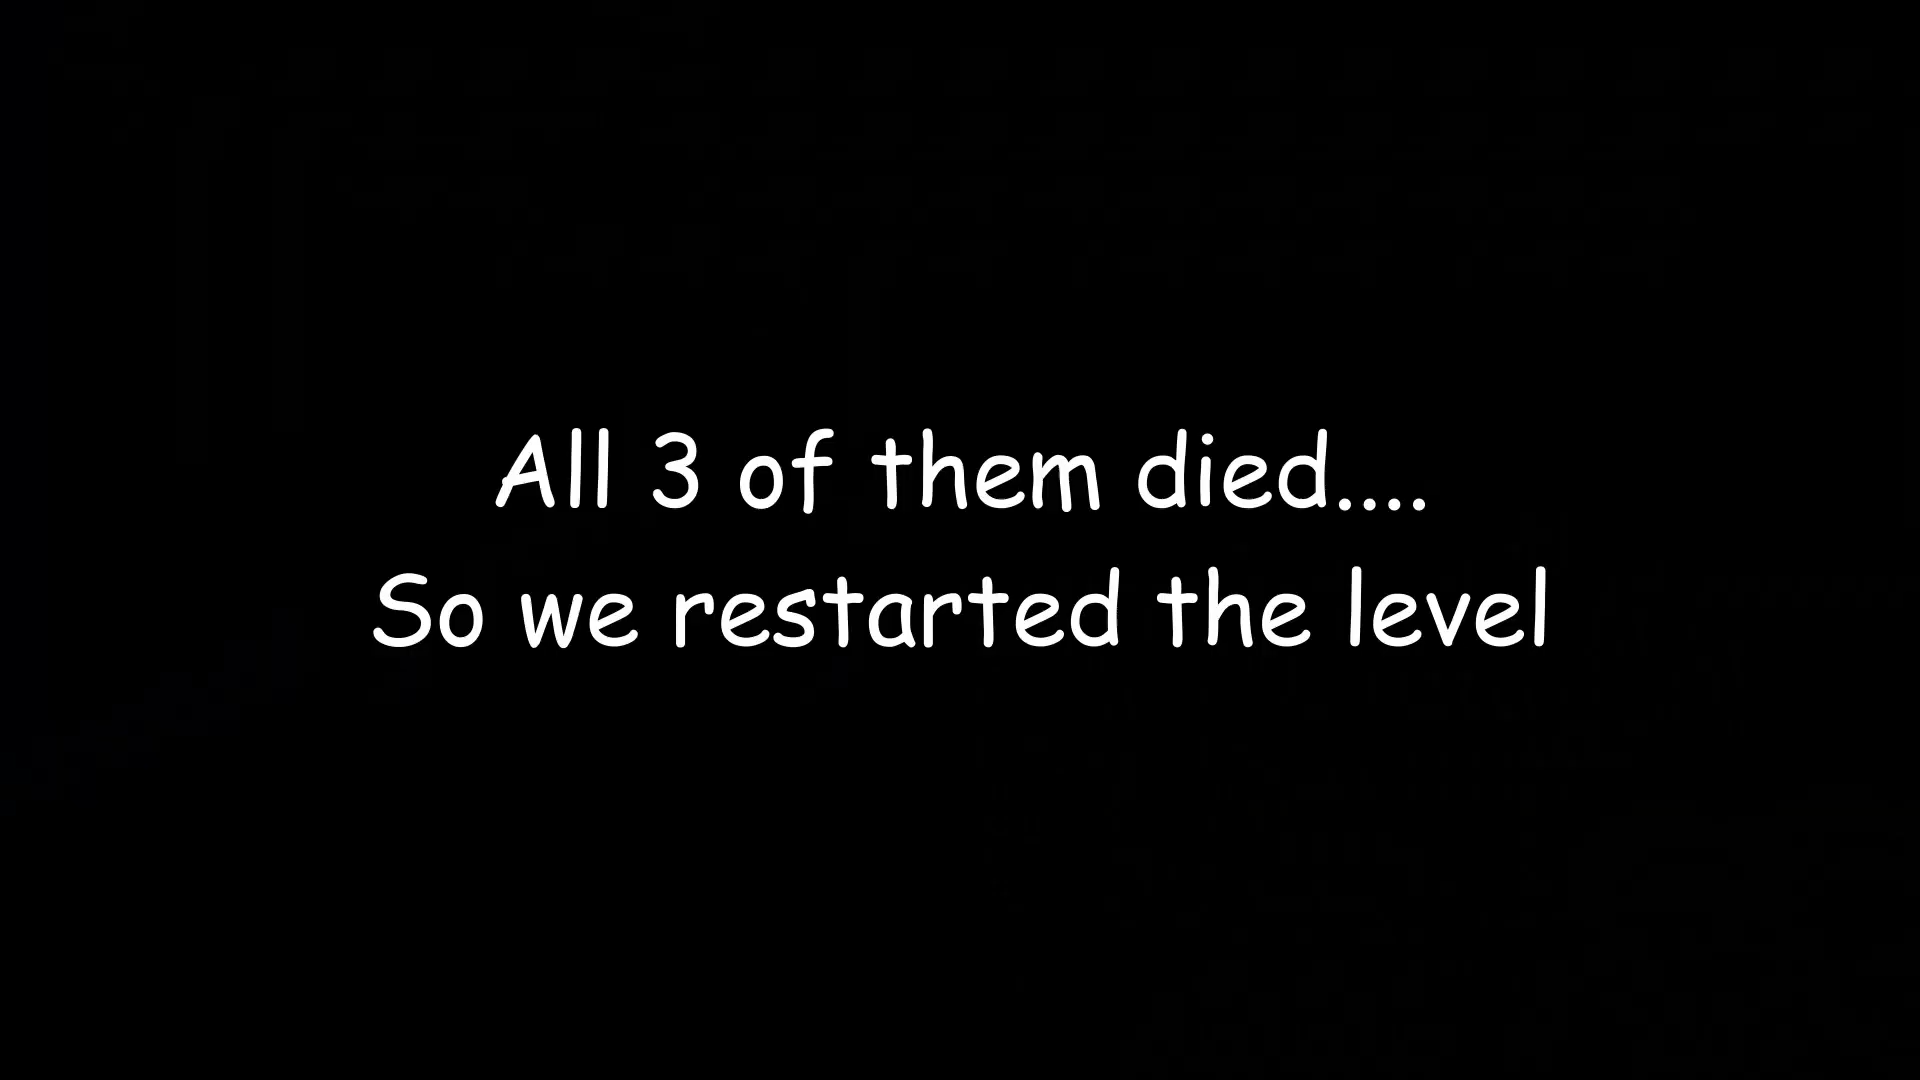 All 3 of them died....
So we restarted the level